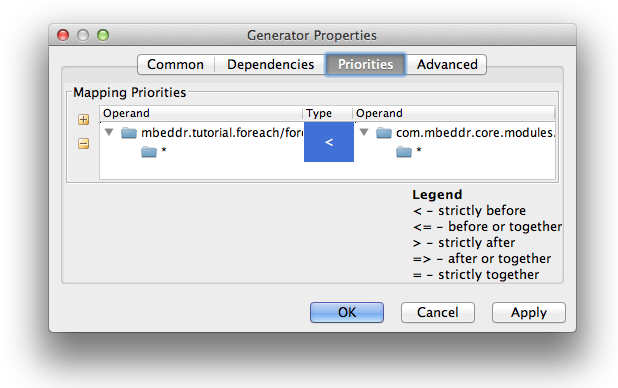 Generator Properties
Common Dependencies Priorities Advanced
Mapping Priorities
Operand Type Operand
mbeddr.tutorial.foreach/for < com.mbeddr.core.modules.
* *
Legend
< - strictly before
<= - before or together
> - strictly after
=> - after or together
= - strictly together
OK Cancel Apply